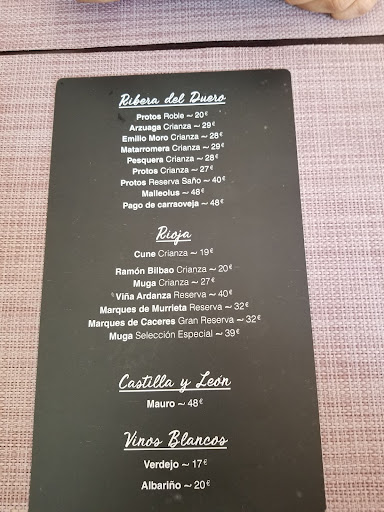 Ribera del Duero
Protos Roble ~ 20€
Arzuaga Crianza ~ 29€
Emilio Moro Crianza ~ 28€
Matarromera Crianza ~ 29€
Pesquera Crianza ~ 28€
Protos Crianza ~ 27€
Protos Reserva Saño ~ 40€
Malleolus ~ 48€
Pago de carraoveja ~ 48€
Rioja
Cune Crianza ~ 19€
Ramón Bilbao Crianza ~ 20€
Muga Crianza ~ 27€
Viña Ardanza Reserva ~ 40€
Marques de Murrieta Reserva ~ 32€
Marques de Caceres Gran Reserva ~ 32€
Muga Selección Especial ~ 39€
Castilla y León
Mauro ~ 48€
Vinos Blancos
Verdejo ~ 17€
Albariño ~ 20€